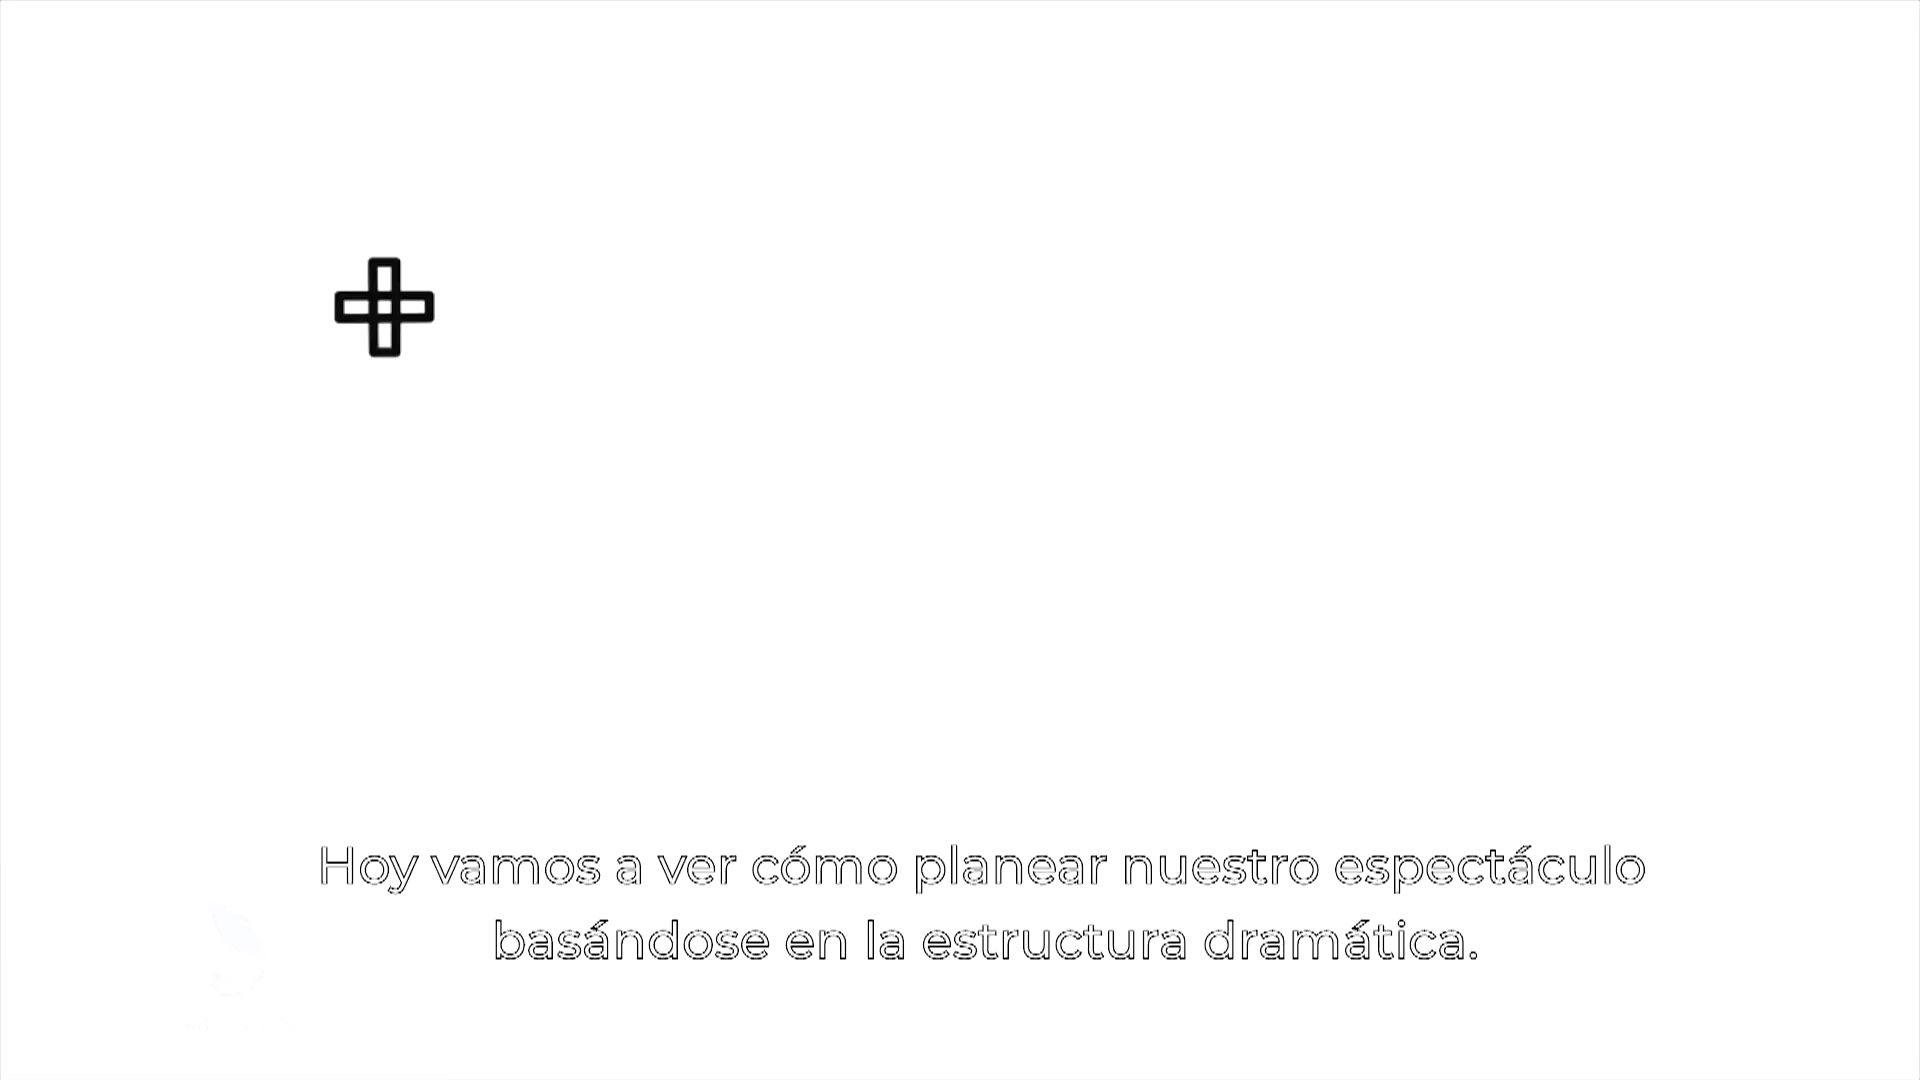 Hoy vamos a ver cómo planear nuestro espectáculo
basándose en la estructura dramática.